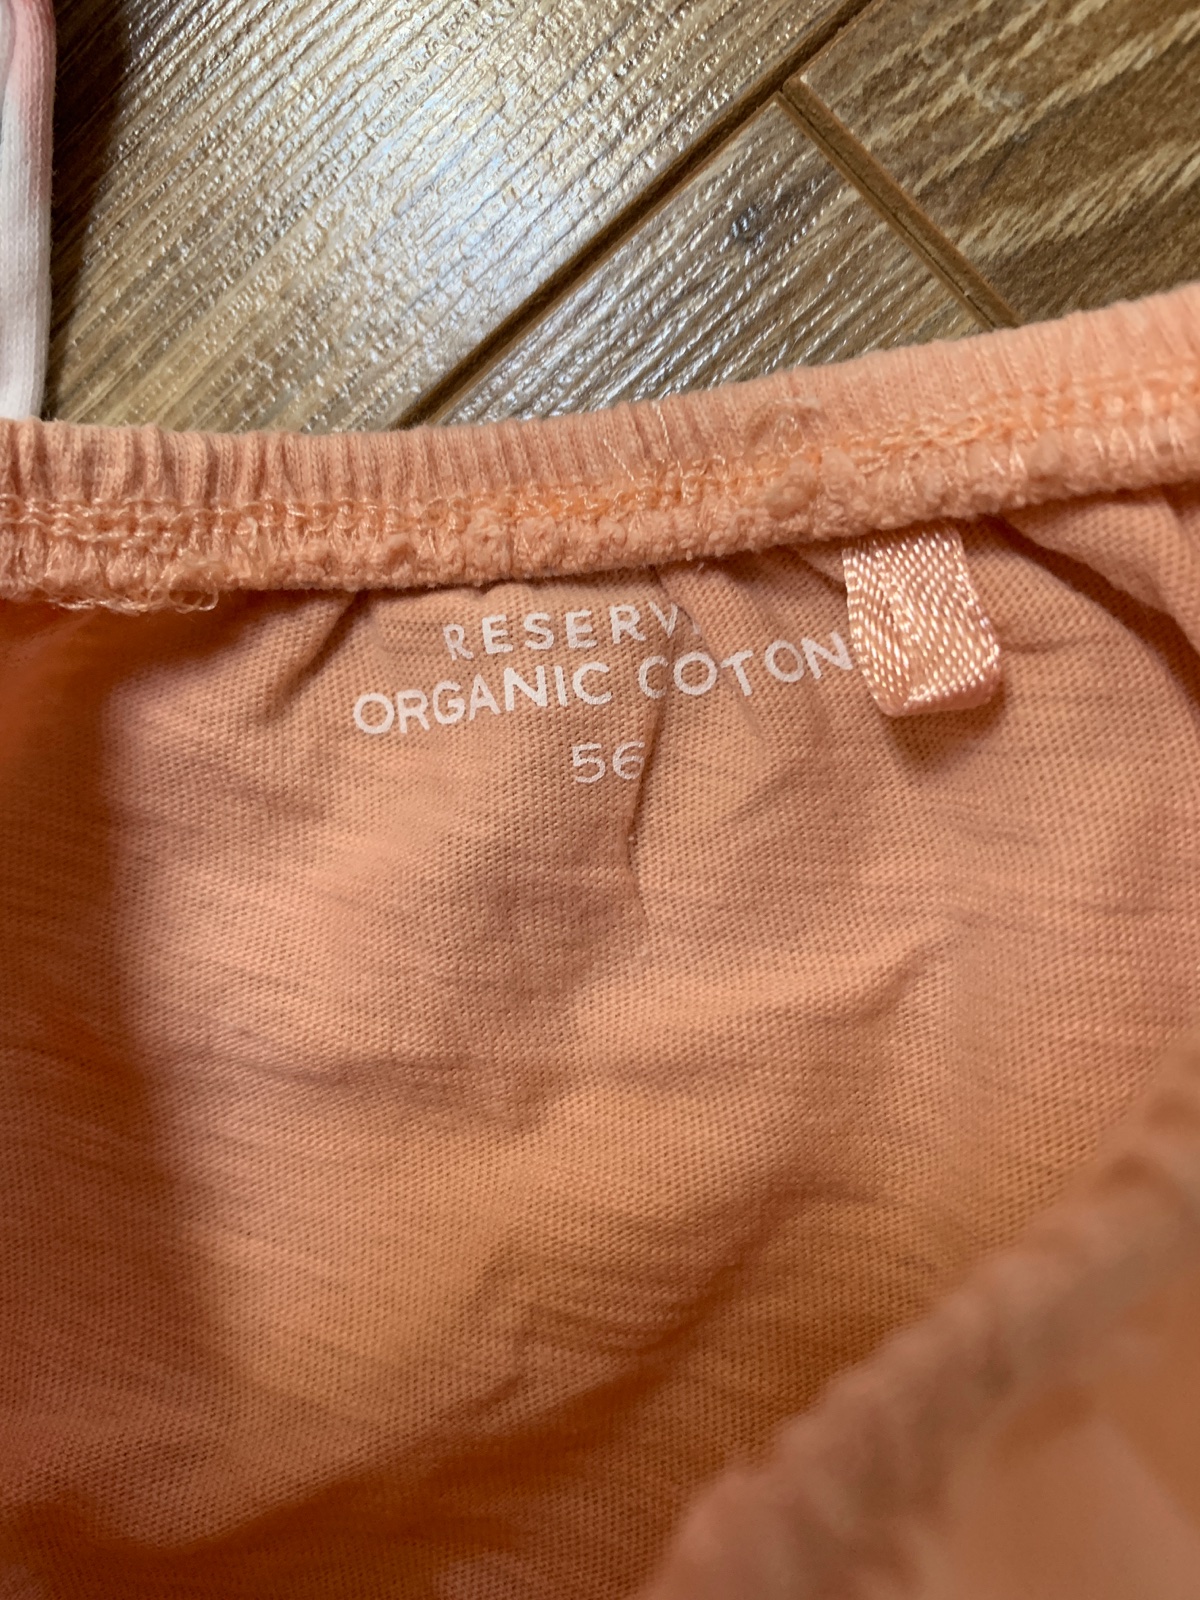 RESERV
ORGANIC COTON
56